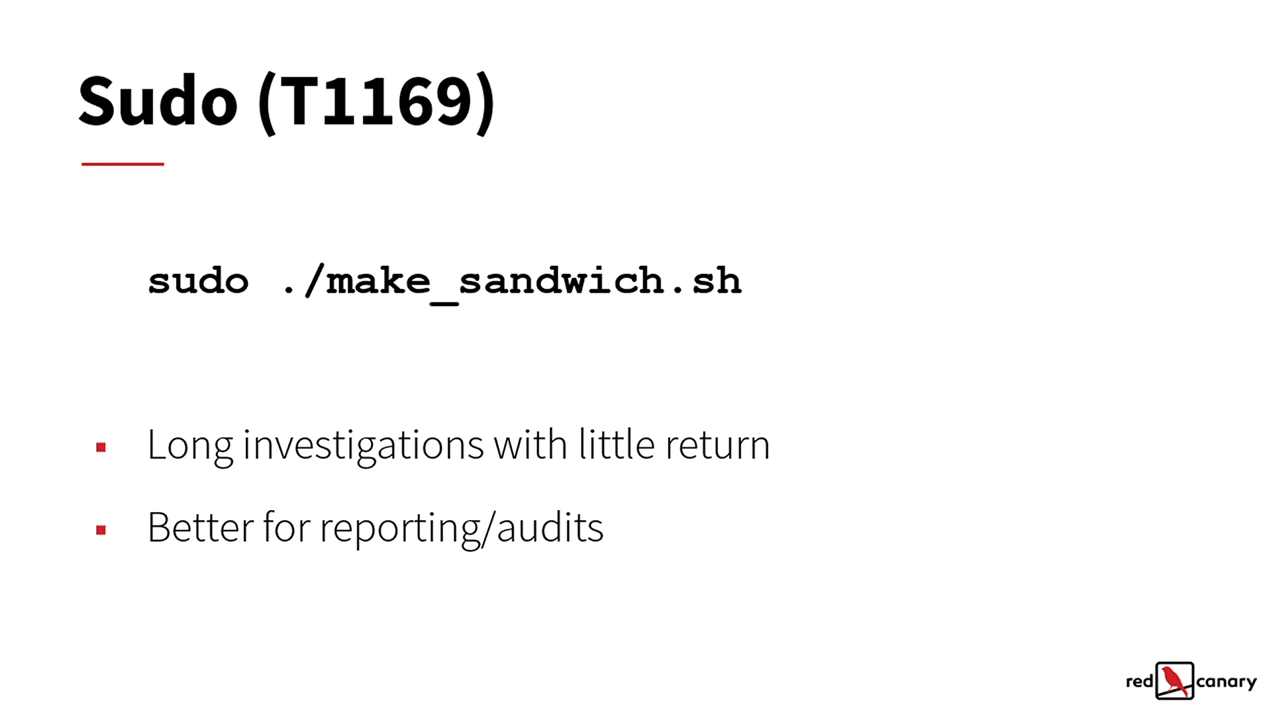 Sudo (T1169)
sudo ./make_sandwich.sh
Long investigations with little return
Better for reporting/audits
red canary